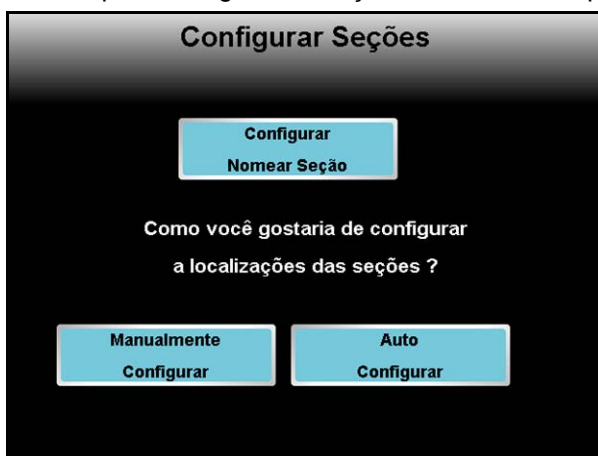 Configurar Seções
Configurar
Nomear Seção
Como você gostaria de configurar
a localizações das seções ?
Manualmente
Configurar
Auto
Configurar